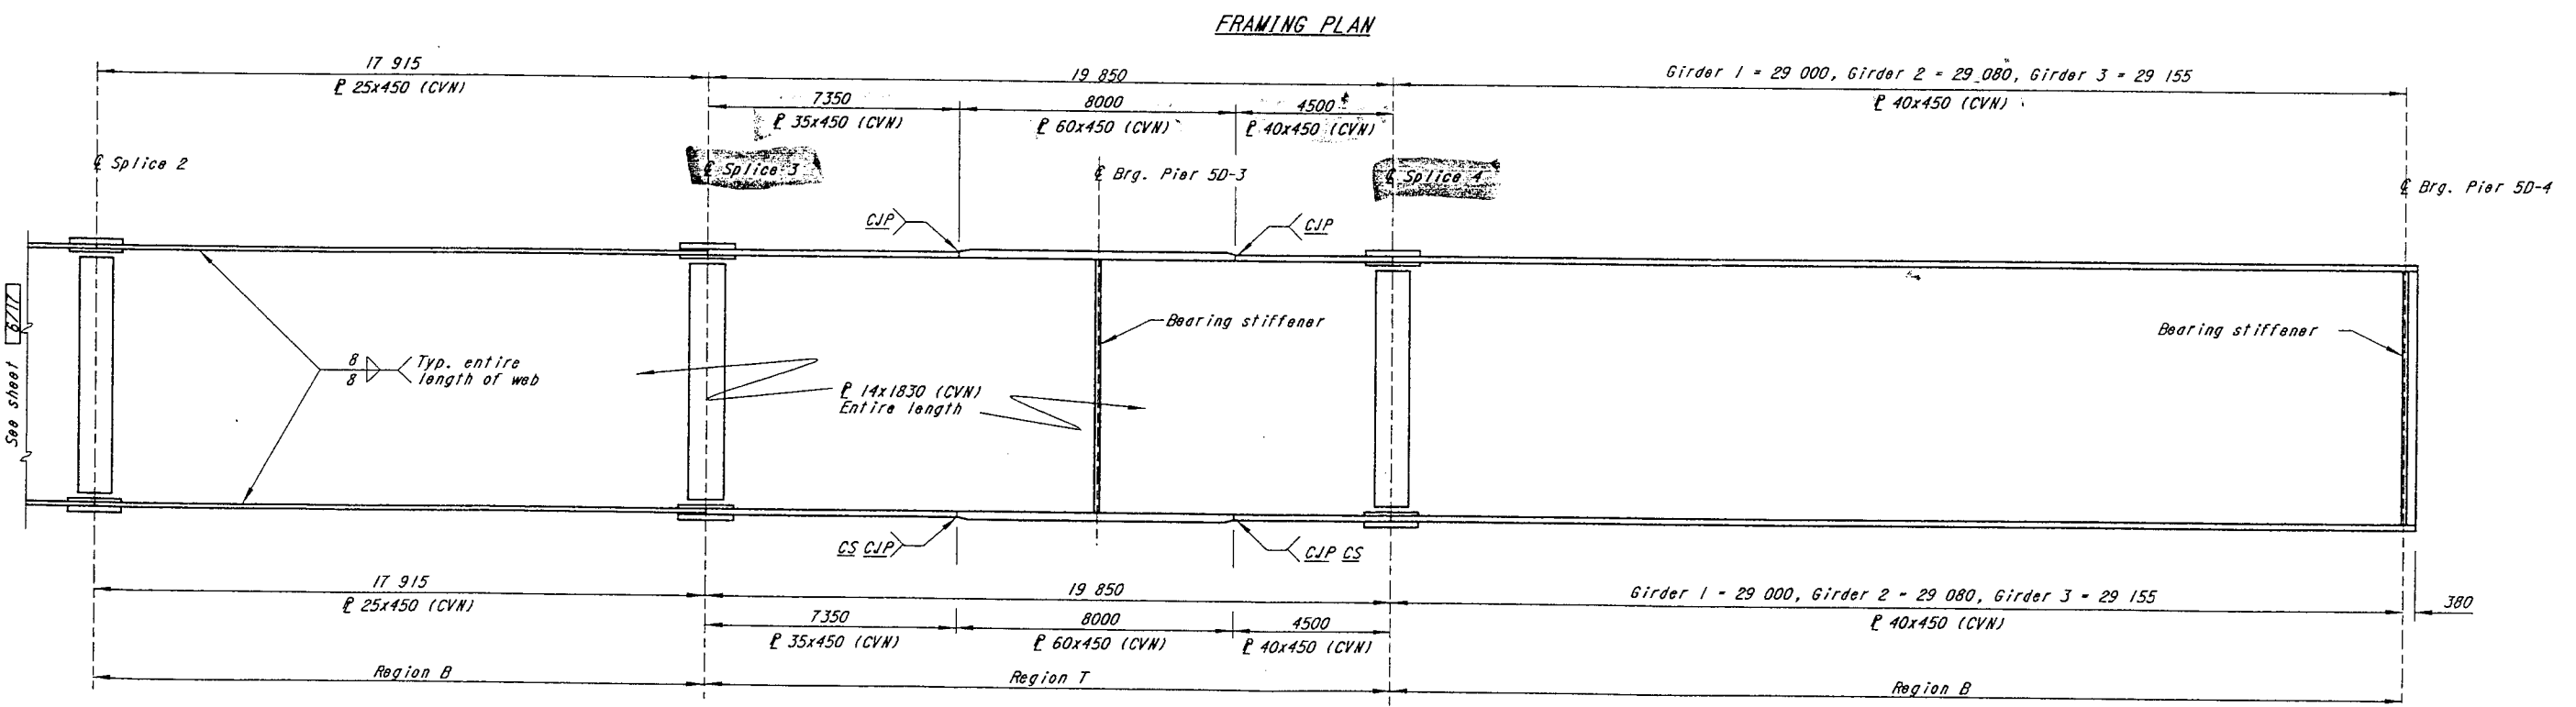 FRAMING PLAN
17 915
19 850
Girder 1 = 29 000, Girder 2 = 29 080, Girder 3 = 29 155
℄ 25x450 (CVN)
7350
8000
4500
℄ 40x450 (CVN)
℄ 35x450 (CVN)
℄ 60x450 (CVN)
℄ 40x450 (CVN)
℄ Splice 2
℄ Splice 3
℄ Brg. Pier 5D-3
℄ Splice 4
℄ Brg. Pier 5D-4
CJP
CJP
See sheet 6/17
Bearing stiffener
Bearing stiffener
8
8
Typ. entire
length of web
℄ 14x1830 (CVN)
Entire length
CS CJP
CJP CS
17 915
19 850
Girder 1 = 29 000, Girder 2 = 29 080, Girder 3 = 29 155
380
℄ 25x450 (CVN)
7350
8000
4500
℄ 40x450 (CVN)
℄ 35x450 (CVN)
℄ 60x450 (CVN)
℄ 40x450 (CVN)
Region B
Region T
Region B